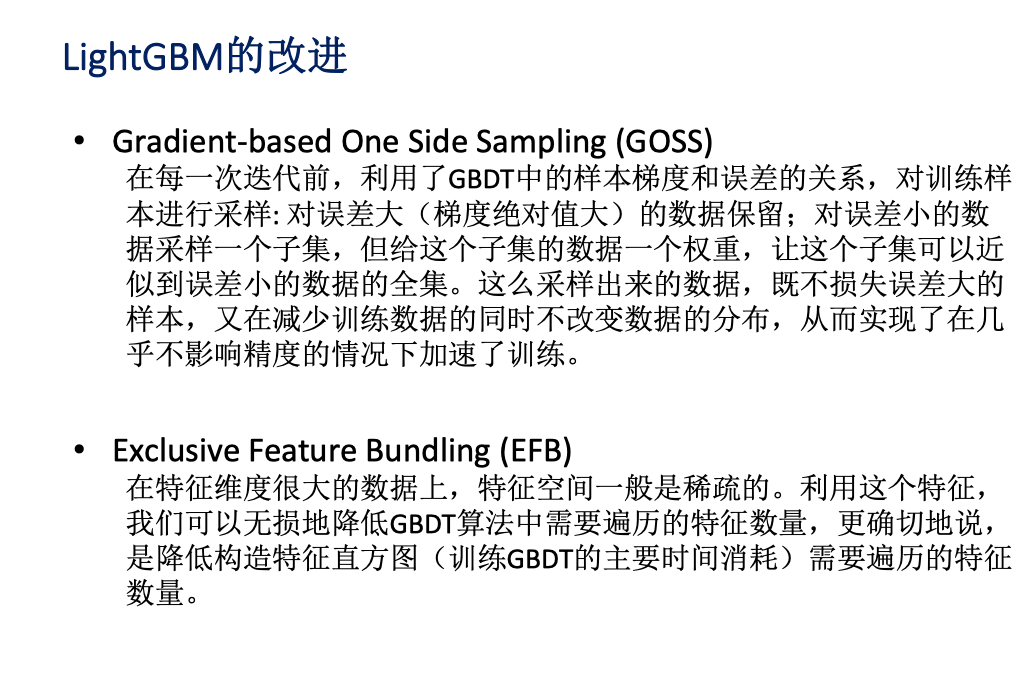 LightGBM的改进
• Gradient-based One Side Sampling (GOSS)
在每一次迭代前，利用了GBDT中的样本梯度和误差的关系，对训练样
本进行采样: 对误差大（梯度绝对值大）的数据保留；对误差小的数
据采样一个子集，但给这个子集的数据一个权重，让这个子集可以近
似到误差小的数据的全集。这么采样出来的数据，既不损失误差大的
样本，又在减少训练数据的同时不改变数据的分布，从而实现了在几
乎不影响精度的情况下加速了训练。
• Exclusive Feature Bundling (EFB)
在特征维度很大的数据上，特征空间一般是稀疏的。利用这个特征，
我们可以无损地降低GBDT算法中需要遍历的特征数量，更确切地说，
是降低构造特征直方图（训练GBDT的主要时间消耗）需要遍历的特征
数量。